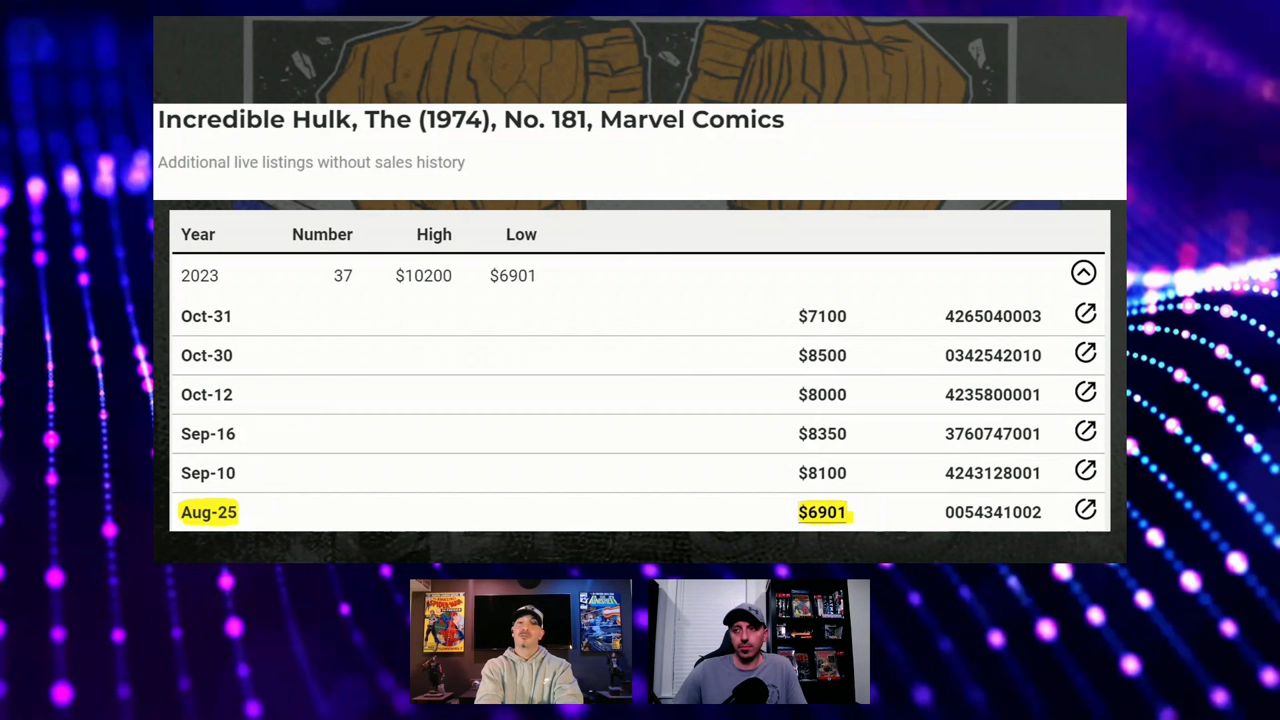 Incredible Hulk, The (1974), No. 181, Marvel Comics
Additional live listings without sales history
Year Number High Low
2023 37 $10200 $6901
Oct-31 $7100 4265040003
Oct-30 $8500 0342542010
Oct-12 $8000 4235800001
Sep-16 $8350 3760747001
Sep-10 $8100 4243128001
Aug-25 $6901 0054341002